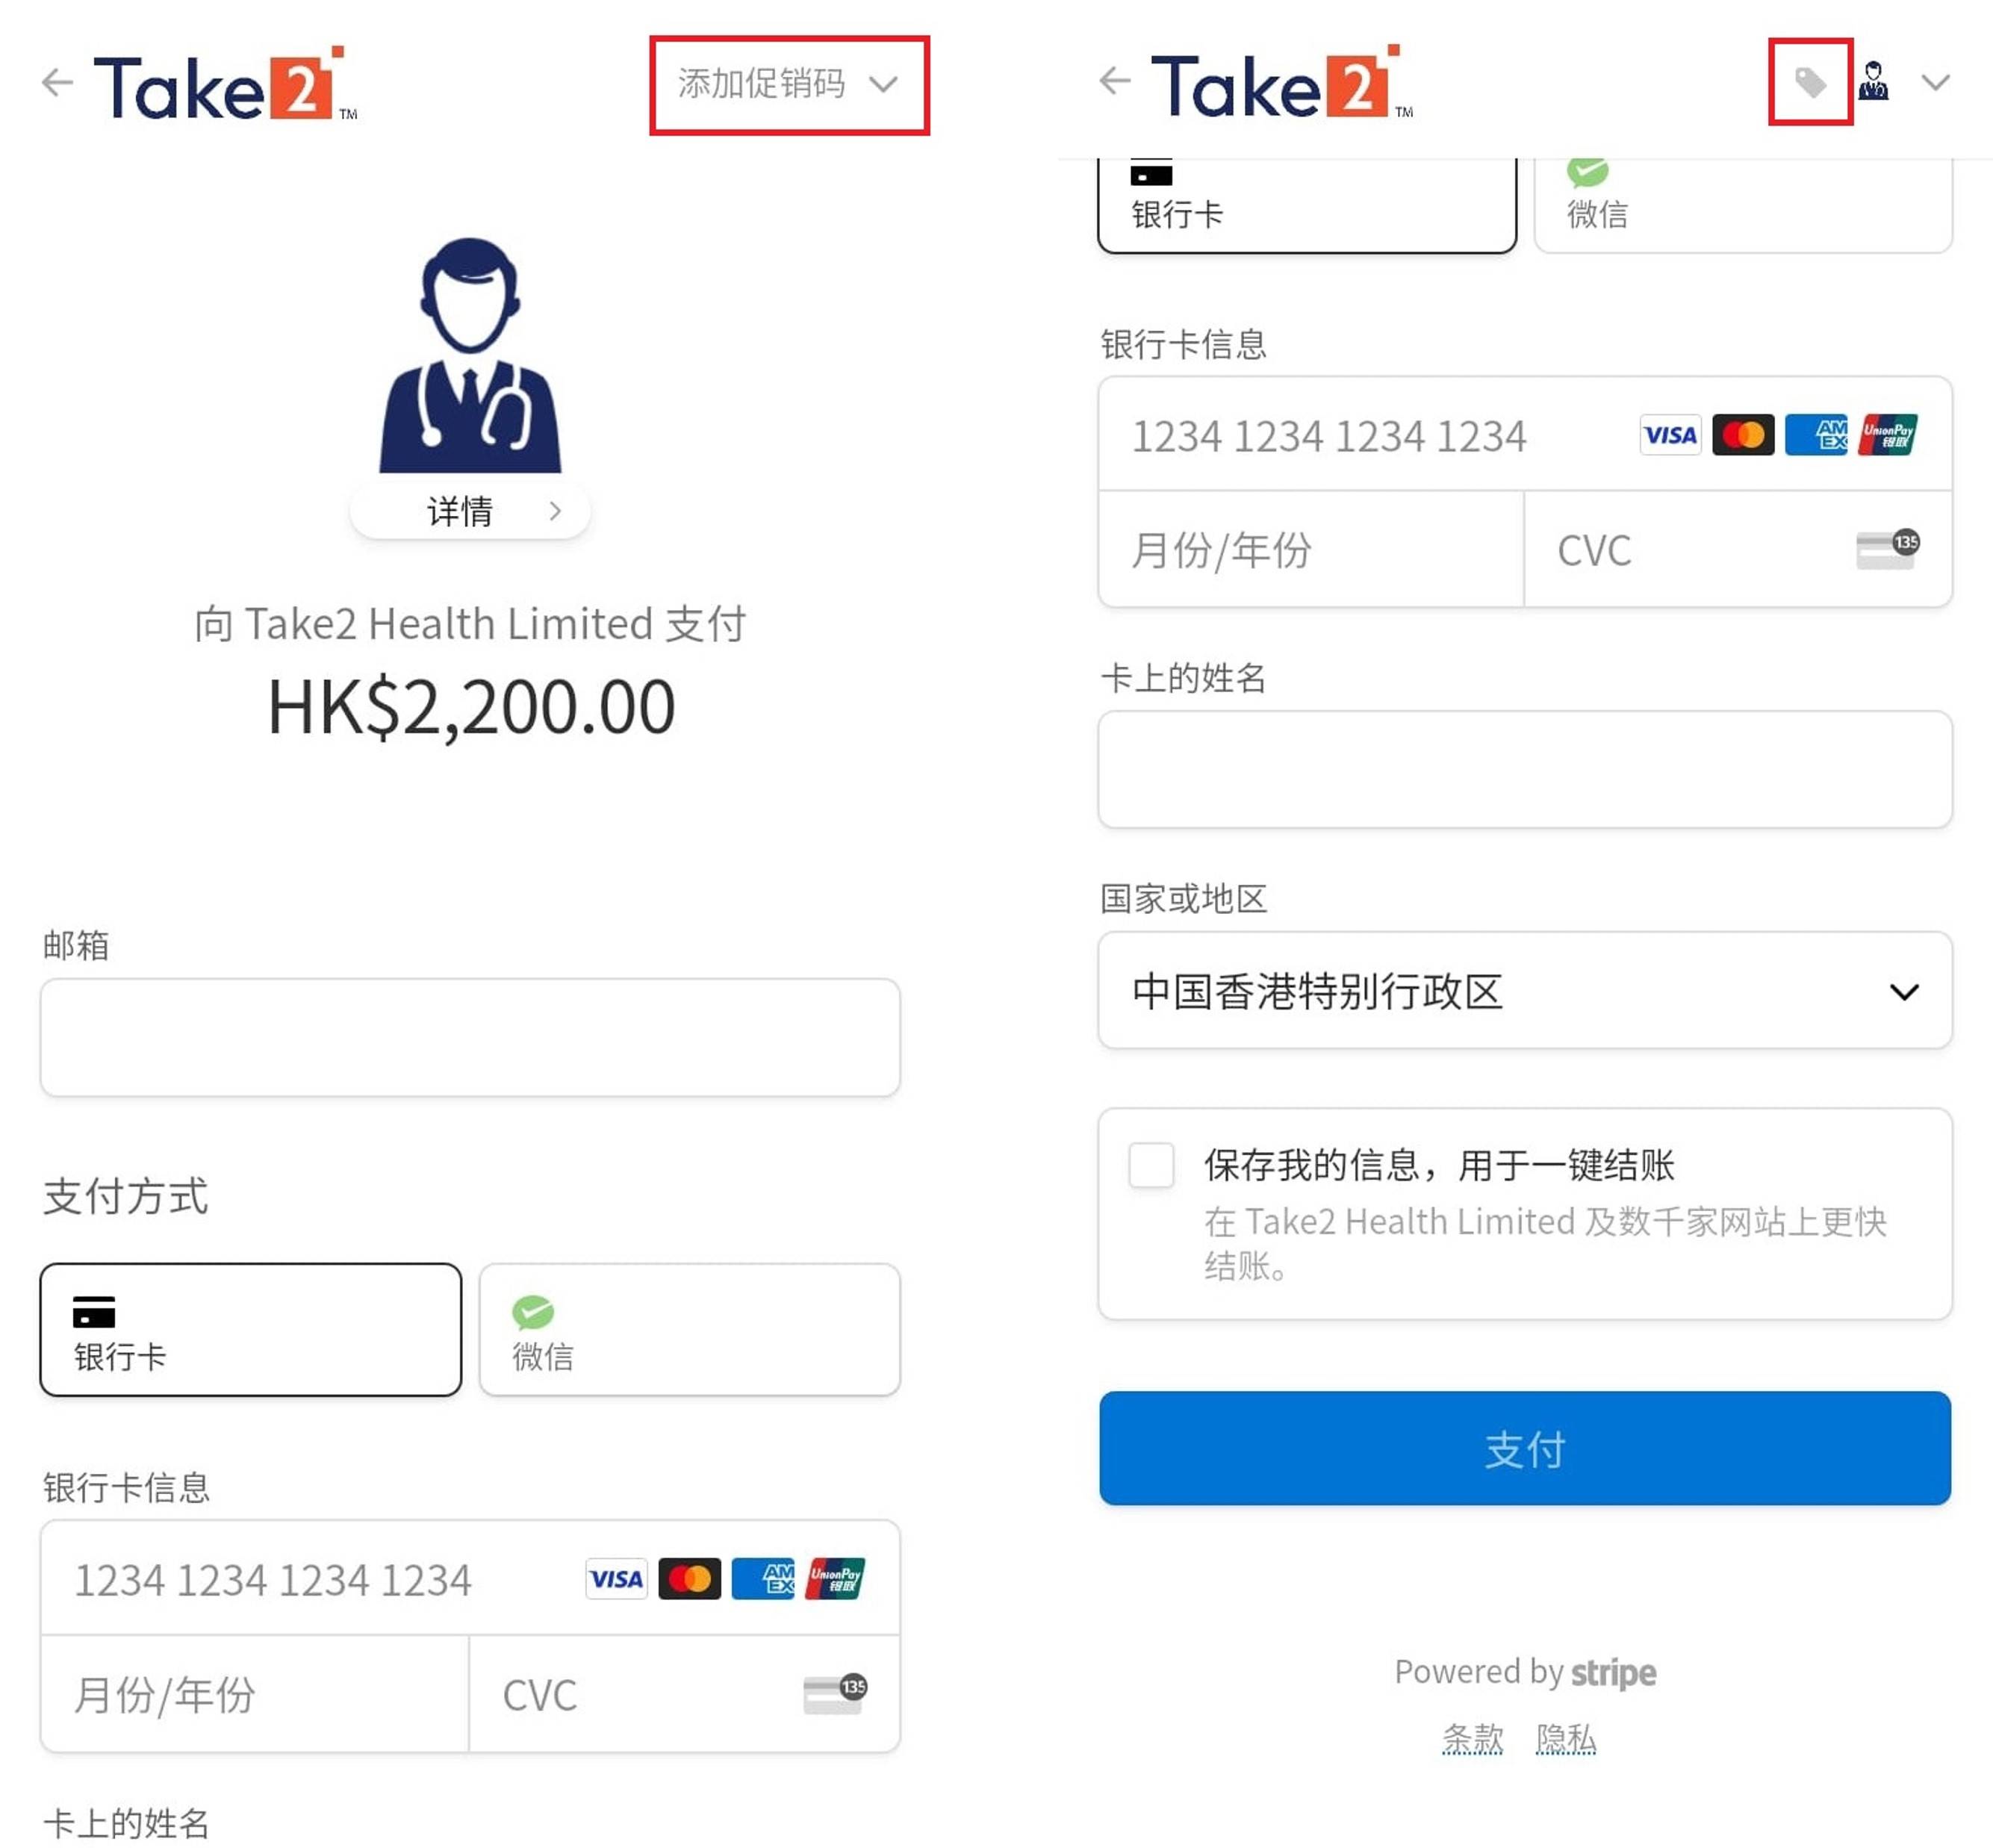 Take2™
添加促销码
详情
向 Take2 Health Limited 支付
HK$2,200.00
邮箱
支付方式
银行卡
微信
银行卡信息
1234 1234 1234 1234
VISA
AM EX
UnionPay 银联
月份/年份
CVC
135
卡上的姓名
Take2™
银行卡
微信
银行卡信息
1234 1234 1234 1234
VISA
AM EX
UnionPay 银联
月份/年份
CVC
135
卡上的姓名
国家或地区
中国香港特别行政区
保存我的信息，用于一键结账
在 Take2 Health Limited 及数千家网站上更快
结账。
支付
Powered by stripe
条款 隐私